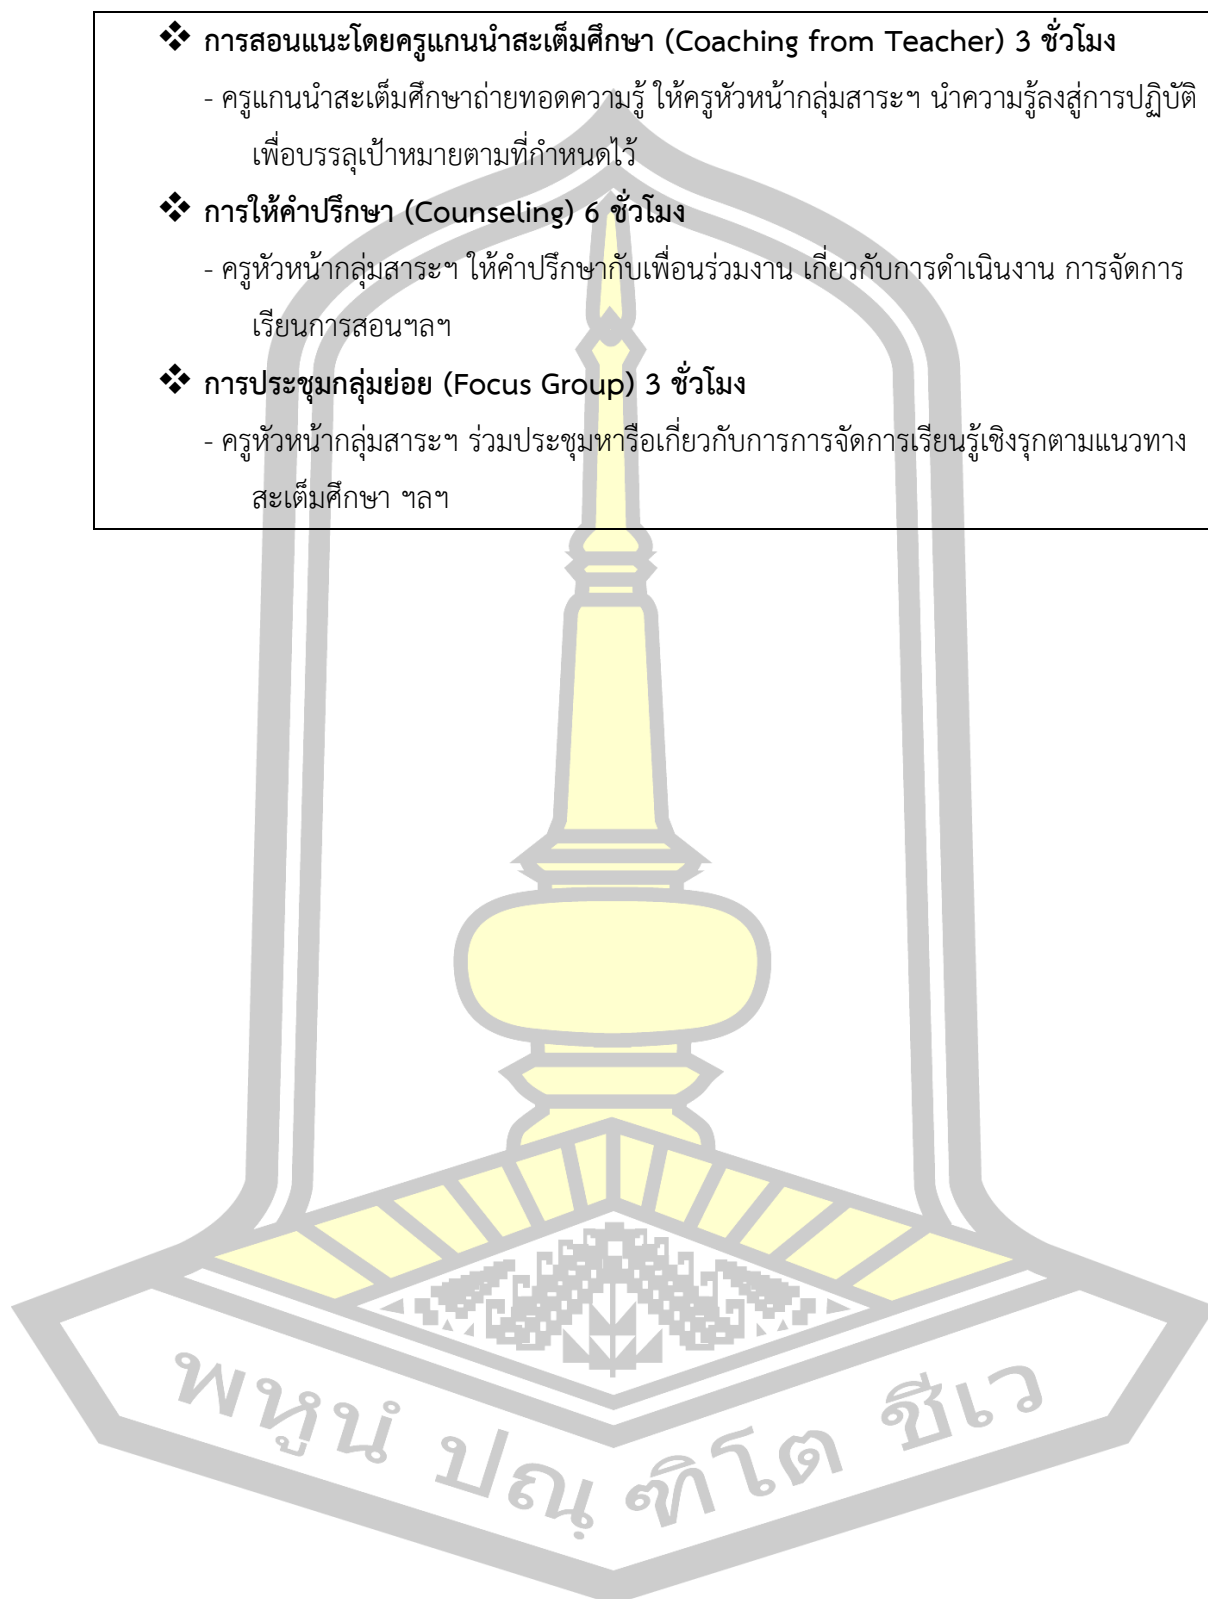 ❖ การสอนแนะโดยครูแกนนำสะเต็มศึกษา (Coaching from Teacher) 3 ชั่วโมง
- ครูแกนนำสะเต็มศึกษาถ่ายทอดความรู้ ให้ครูหัวหน้ากลุ่มสาระฯ นำความรู้ลงสู่การปฏิบัติ
เพื่อบรรลุเป้าหมายตามที่กำหนดไว้
❖ การให้คำปรึกษา (Counseling) 6 ชั่วโมง
- ครูหัวหน้ากลุ่มสาระฯ ให้คำปรึกษากับเพื่อนร่วมงาน เกี่ยวกับการดำเนินงาน การจัดการ
เรียนการสอนฯลฯ
❖ การประชุมกลุ่มย่อย (Focus Group) 3 ชั่วโมง
- ครูหัวหน้ากลุ่มสาระฯ ร่วมประชุมหารือเกี่ยวกับการการจัดการเรียนรู้เชิงรุกตามแนวทาง
สะเต็มศึกษา ฯลฯ
พหูนํ ปณฺฑิโต ชีเว